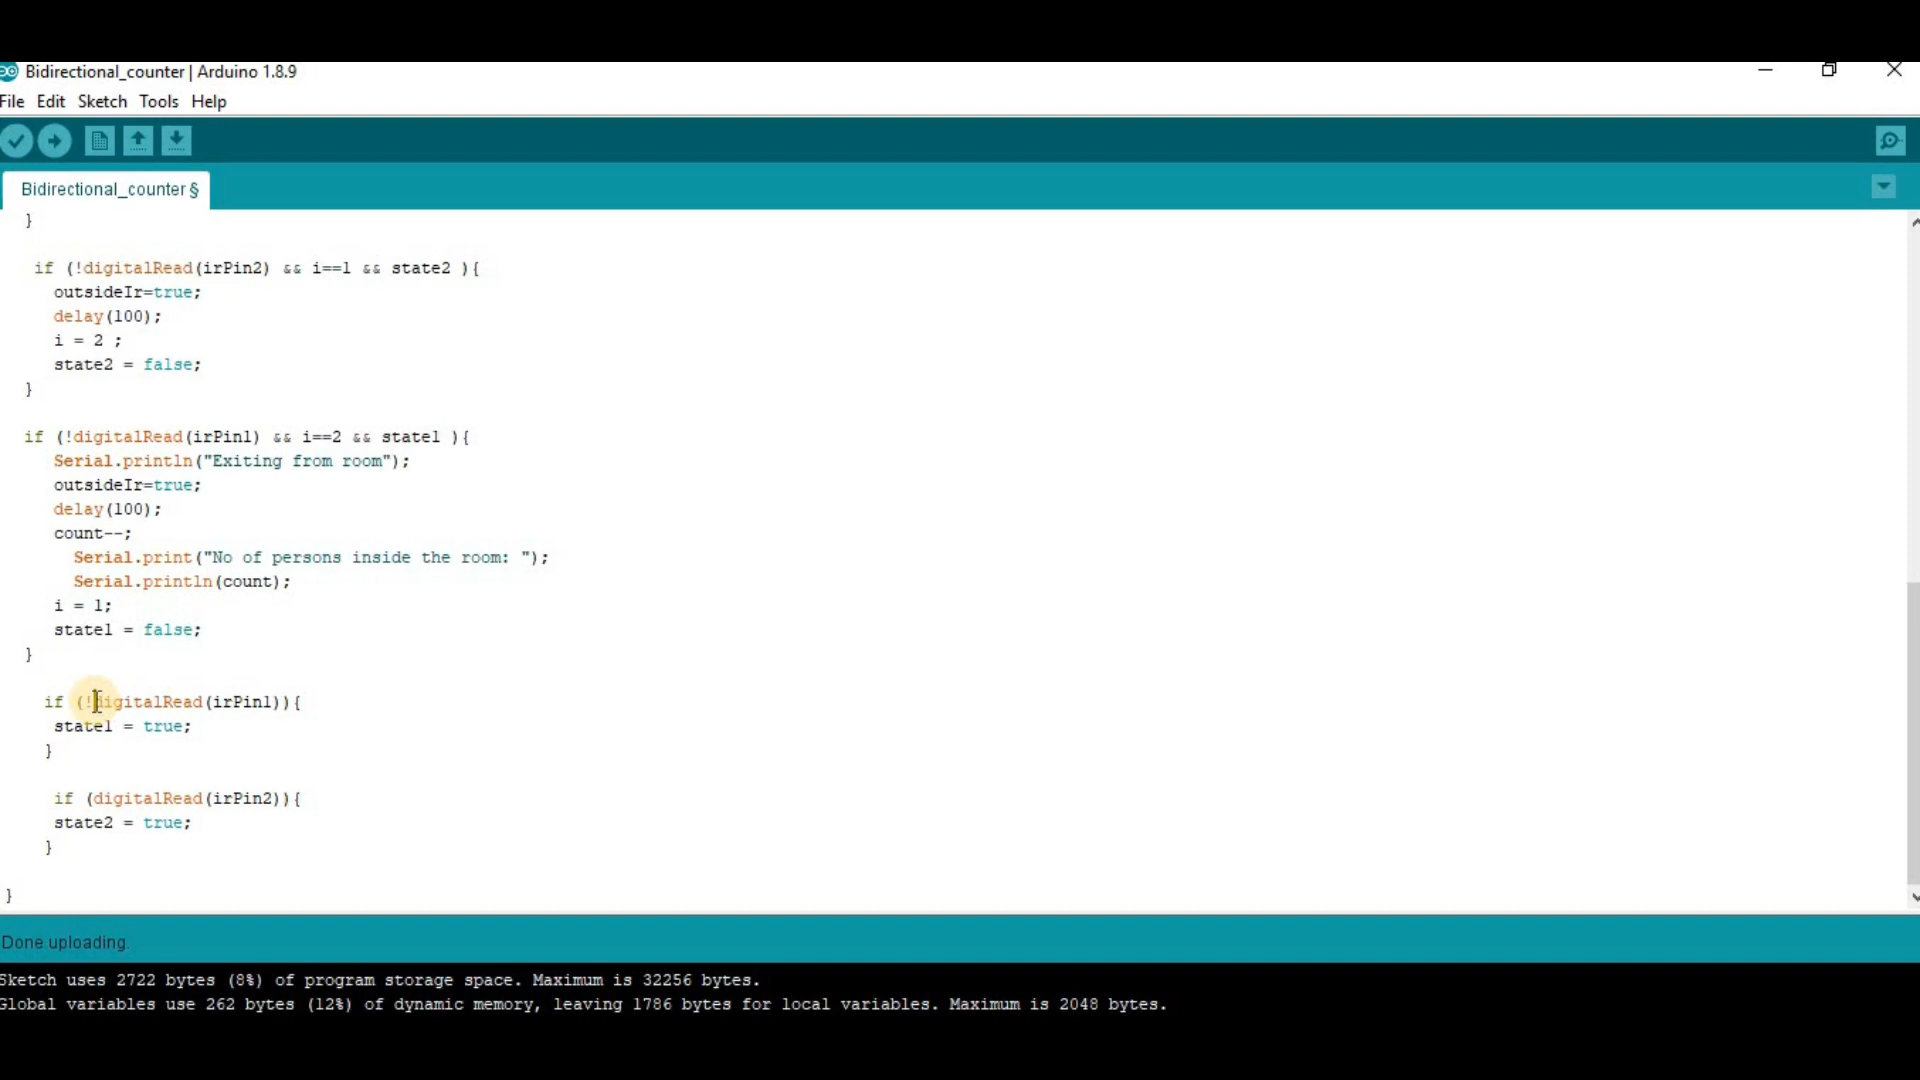 Bidirectional_counter | Arduino 1.8.9
File Edit Sketch Tools Help
Bidirectional_counter §
}
if (!digitalRead(irPin2) && i==1 && state2 ){
outsideIr=true;
delay(100);
i = 2 ;
state2 = false;
}
if (!digitalRead(irPin1) && i==2 && state1 ){
Serial.println("Exiting from room");
outsideIr=true;
delay(100);
count--;
Serial.print("No of persons inside the room: ");
Serial.println(count);
i = 1;
state1 = false;
}
if (!digitalRead(irPin1)){
state1 = true;
}
if (digitalRead(irPin2)){
state2 = true;
}
}
Done uploading.
Sketch uses 2722 bytes (8%) of program storage space. Maximum is 32256 bytes.
Global variables use 262 bytes (12%) of dynamic memory, leaving 1786 bytes for local variables. Maximum is 2048 bytes.